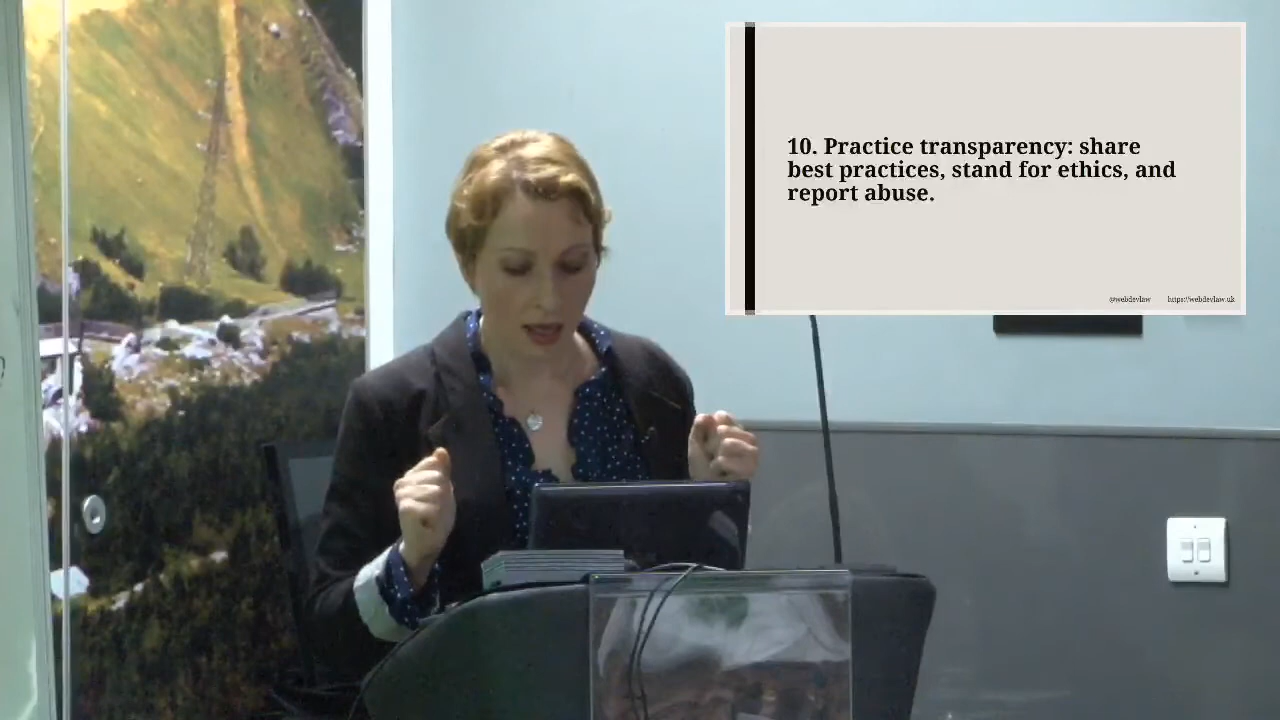 10. Practice transparency: share
best practices, stand for ethics, and
report abuse.
@webdevlaw https://webdevlaw.uk